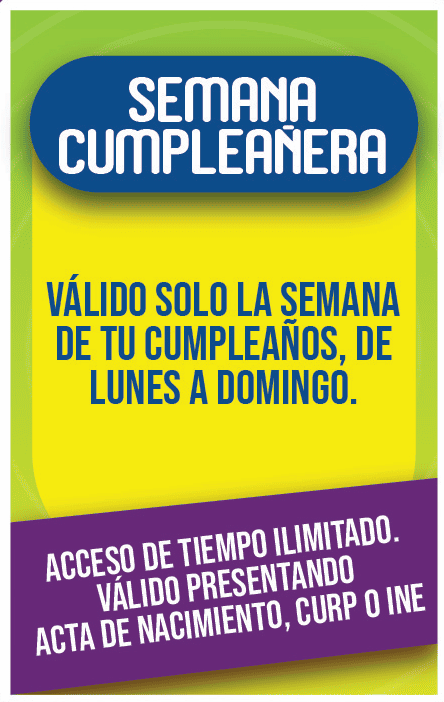 SEMANA
CUMPLEAÑERA
VÁLIDO SOLO LA SEMANA
DE TU CUMPLEAÑOS, DE
LUNES A DOMINGO.
ACCESO DE TIEMPO ILIMITADO.
VÁLIDO PRESENTANDO
ACTA DE NACIMIENTO, CURP O INE